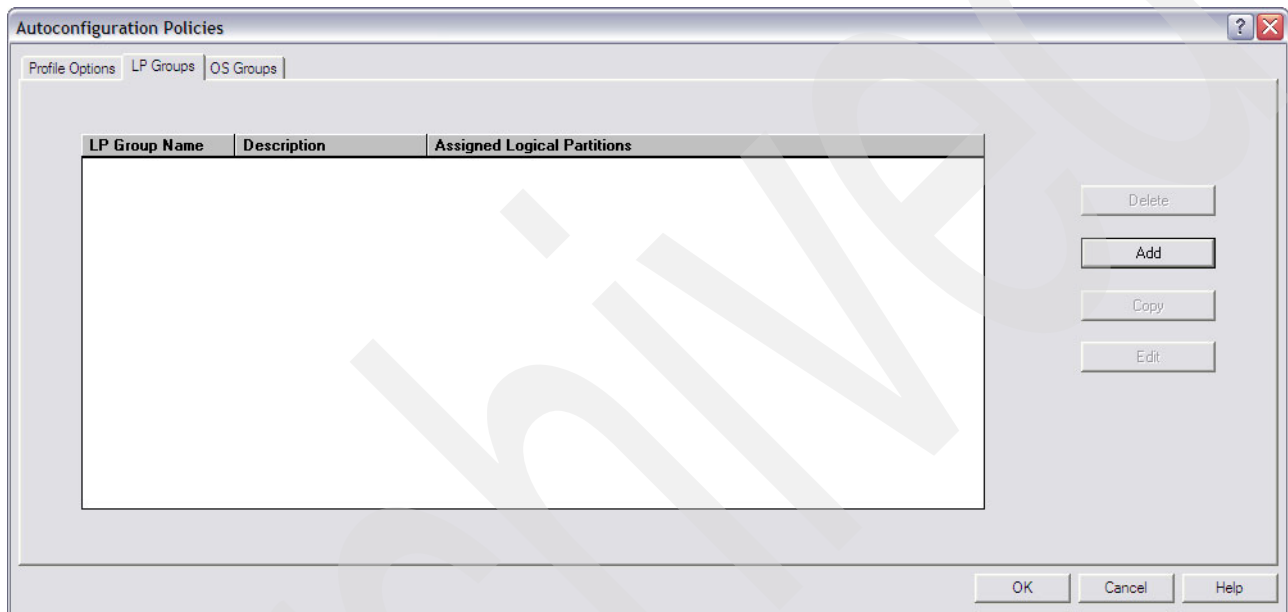 Autoconfiguration Policies
Profile Options LP Groups OS Groups
LP Group Name Description Assigned Logical Partitions
Delete
Add
Copy
Edit
OK Cancel Help